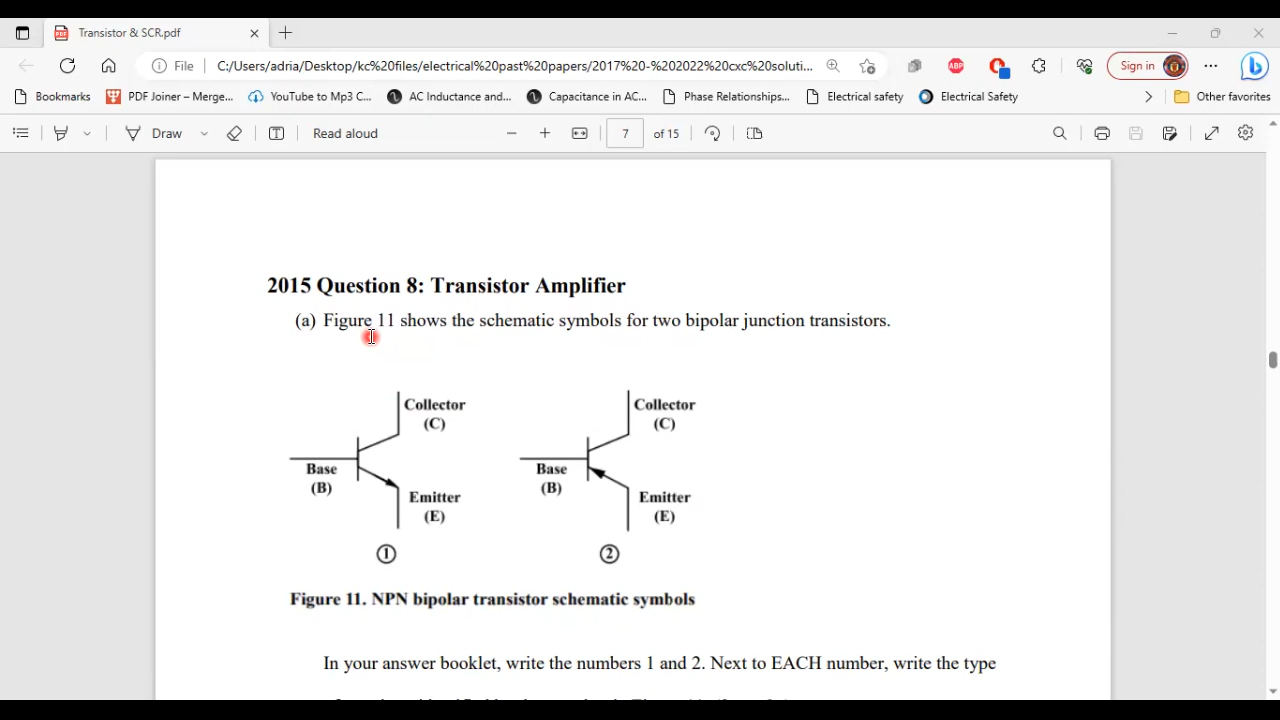 Transistor & SCR.pdf
File C:/Users/adria/Desktop/kc%20files/electrical%20past%20papers/2017%20-%202022%20cxc%20soluti... ABP Sign in
Bookmarks PDF Joiner – Merge... YouTube to Mp3 C... AC Inductance and... Capacitance in AC... Phase Relationships... Electrical safety Electrical Safety Other favorites
Draw Read aloud 7 of 15
2015 Question 8: Transistor Amplifier
(a) Figure 11 shows the schematic symbols for two bipolar junction transistors.
Collector
(C)
Base
(B)
Emitter
(E)
①
Collector
(C)
Base
(B)
Emitter
(E)
②
Figure 11. NPN bipolar transistor schematic symbols
In your answer booklet, write the numbers 1 and 2. Next to EACH number, write the type